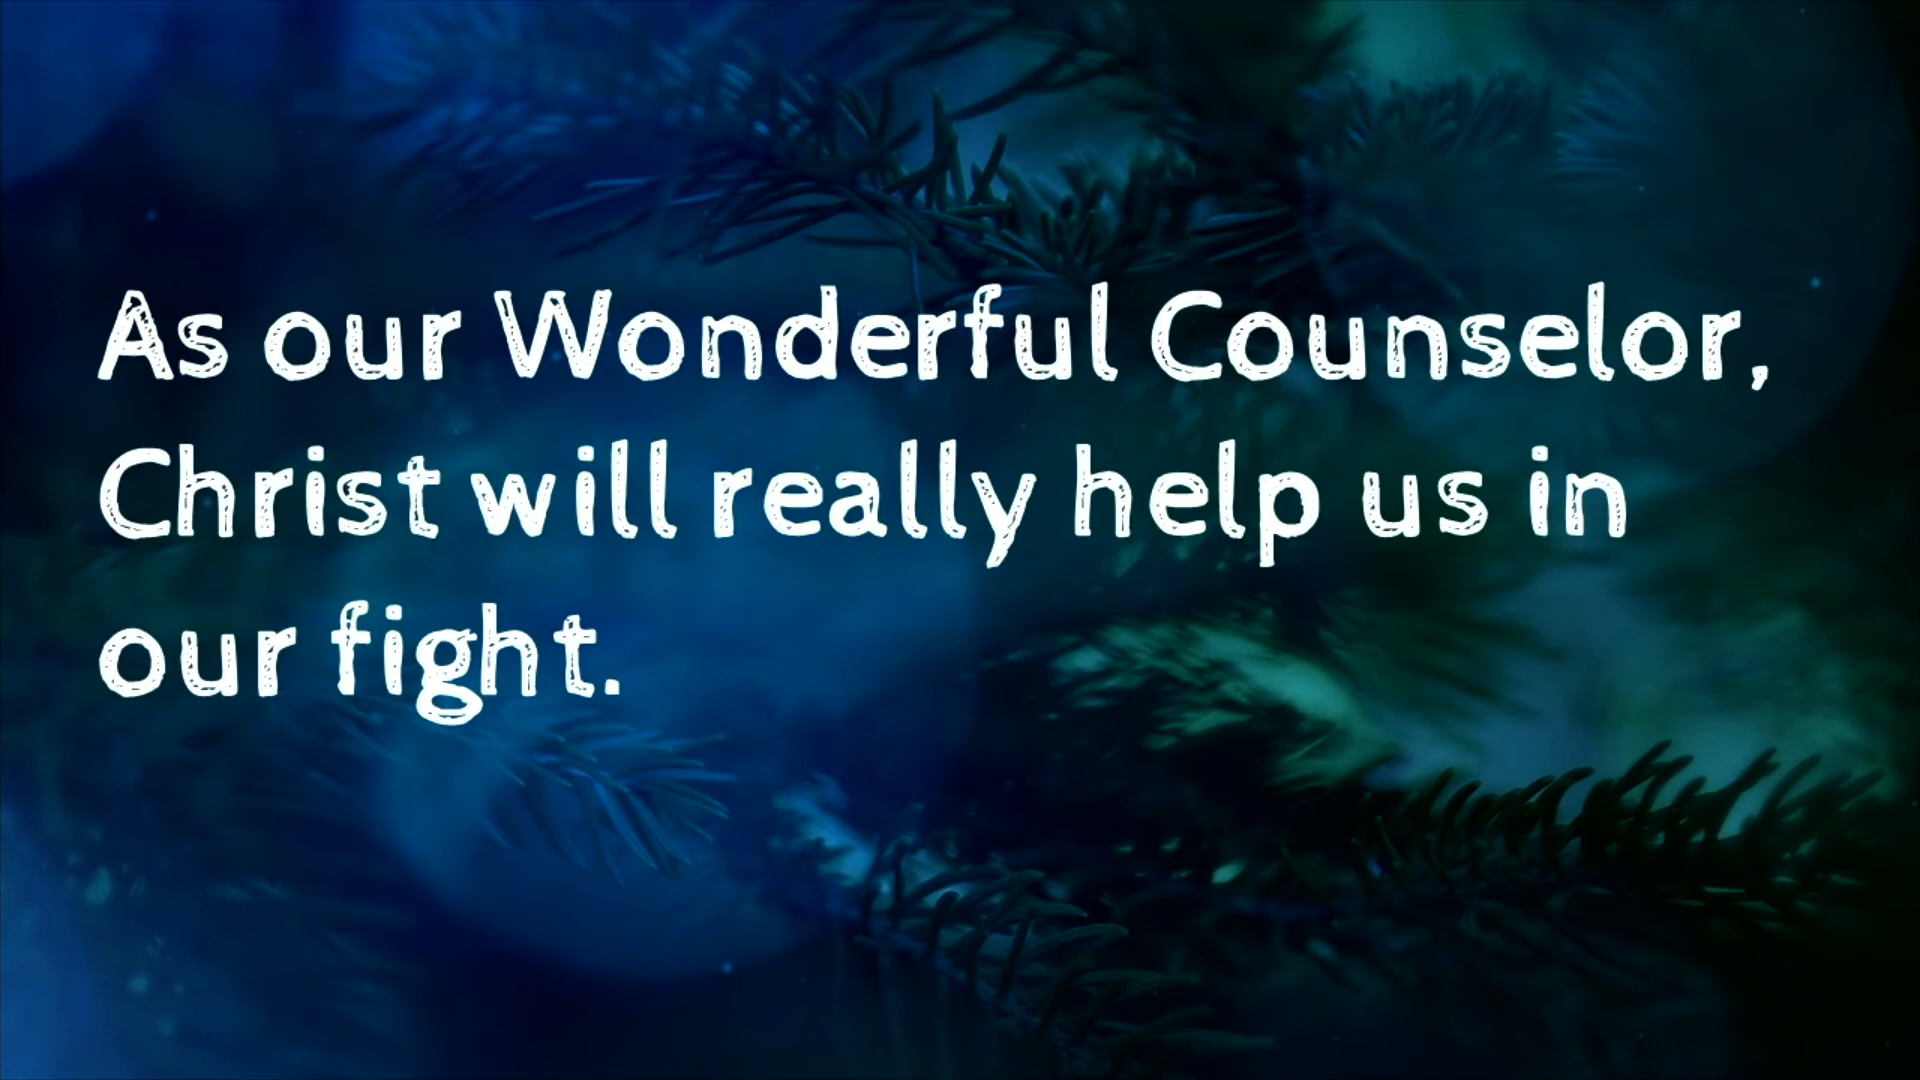 As our Wonderful Counselor,
Christ will really help us in
our fight.